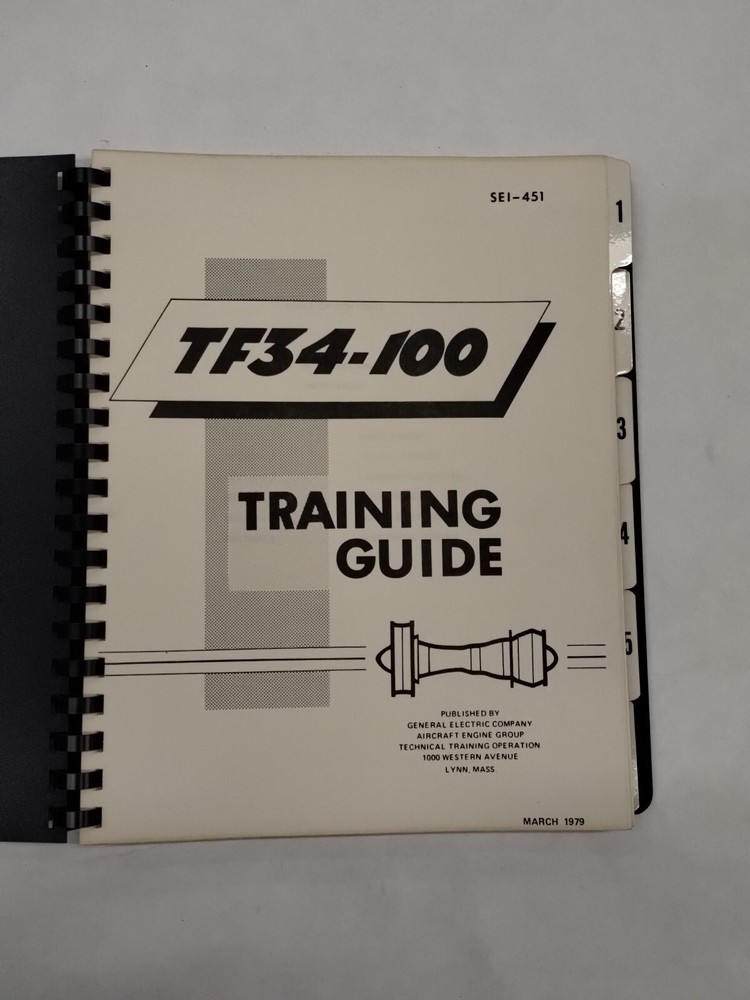 SEI-451
TF34-100
TRAINING
GUIDE
PUBLISHED BY
GENERAL ELECTRIC COMPANY
AIRCRAFT ENGINE GROUP
TECHNICAL TRAINING OPERATION
1000 WESTERN AVENUE
LYNN, MASS
MARCH 1979
1
2
3
4
5